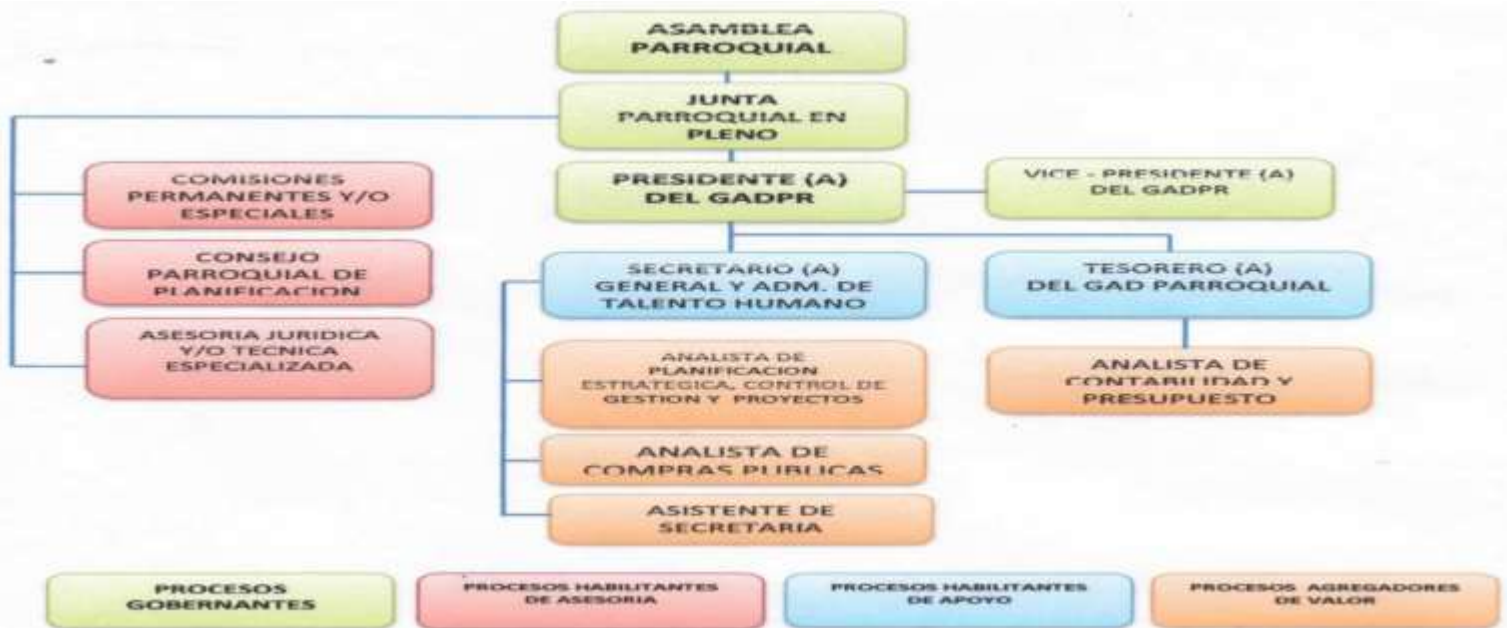 ASAMBLEA
PARROQUIAL
JUNTA
PARROQUIAL EN
PLENO
PRESIDENTE (A)
DEL GADPR
VICE - PRESIDENTE (A)
DEL GADPR
COMISIONES
PERMANENTES Y/O
ESPECIALES
CONSEJO
PARROQUIAL DE
PLANIFICACION
ASESORIA JURIDICA
Y/O TECNICA
ESPECIALIZADA
SECRETARIO (A)
GENERAL Y ADM. DE
TALENTO HUMANO
TESORERO (A)
DEL GAD PARROQUIAL
ANALISTA DE
PLANIFICACION
ESTRATEGICA, CONTROL DE
GESTION Y PROYECTOS
ANALISTA DE
CONTABILIDAD Y
PRESUPUESTO
ANALISTA DE
COMPRAS PUBLICAS
ASISTENTE DE
SECRETARIA
PROCESOS
GOBERNANTES
PROCESOS HABILITANTES
DE ASESORIA
PROCESOS HABILITANTES
DE APOYO
PROCESOS AGREGADORES
DE VALOR